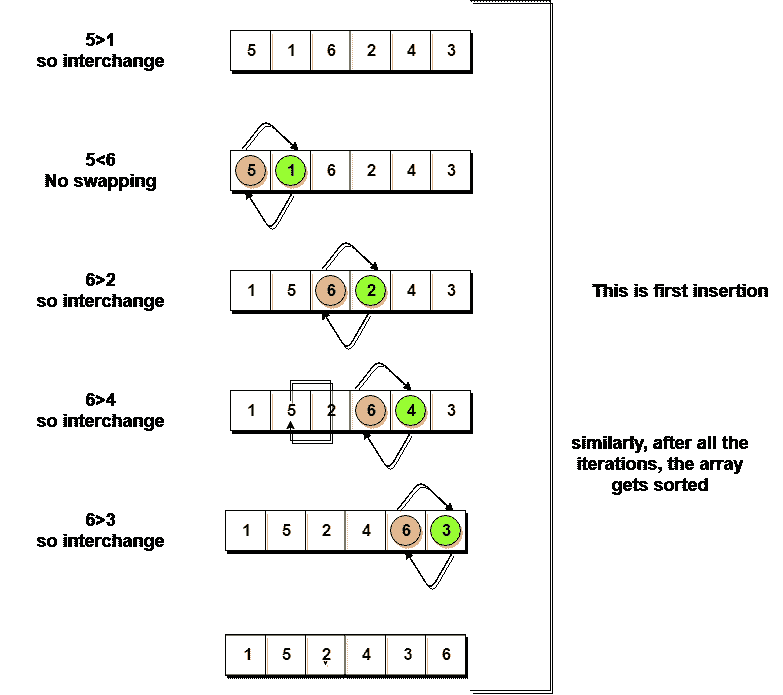 5>1
so interchange
5 1 6 2 4 3
5<6
No swapping
5 1 6 2 4 3
6>2
so interchange
1 5 6 2 4 3
This is first insertion
6>4
so interchange
1 5 2 6 4 3
similarly, after all the
iterations, the array
gets sorted
6>3
so interchange
1 5 2 4 6 3
1 5 2 4 3 6